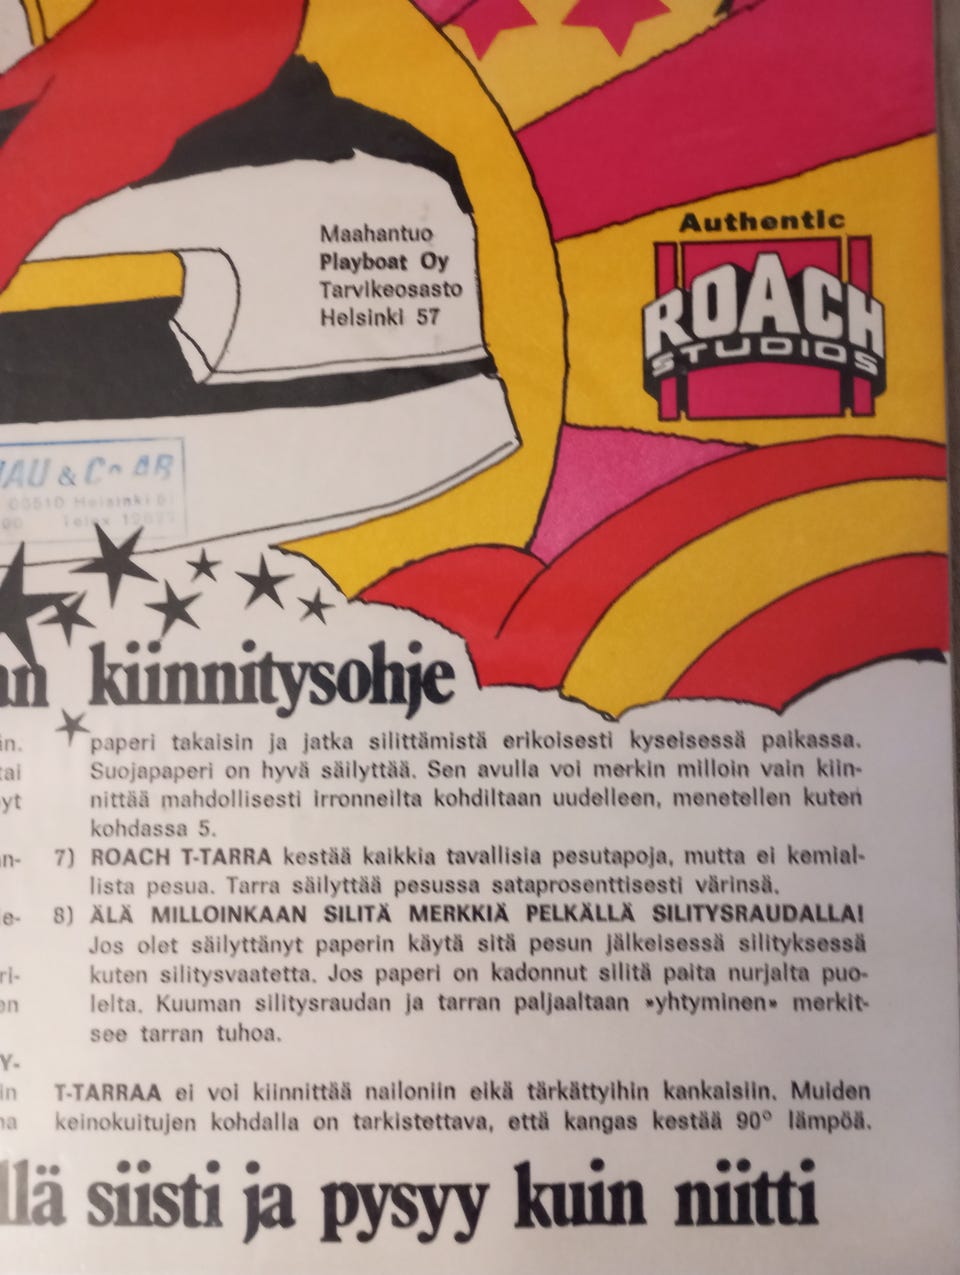 Authentic
ROACH
STUDIOS
Maahantuo
Playboat Oy
Tarvikeosasto
Helsinki 57
& Co AB
Helsinki
Telex
kiinnitysohje
paperi takaisin ja jatka silittämistä erikoisesti kyseisessä paikassa.
Suojapaperi on hyvä säilyttää. Sen avulla voi merkin milloin vain kiin-
nittää mahdollisesti irronneilta kohdiltaan uudelleen, menetellen kuten
kohdassa 5.
7) ROACH T-TARRA kestää kaikkia tavallisia pesutapoja, mutta ei kemial-
lista pesua. Tarra säilyttää pesussa sataprosenttisesti värinsä.
8) ÄLÄ MILLOINKAAN SILITÄ MERKKIÄ PELKÄLLÄ SILITYSRAUDALLA!
Jos olet säilyttänyt paperin käytä sitä pesun jälkeisessä silityksessä
kuten silitysvaatetta. Jos paperi on kadonnut silitä paita nurjalta puo-
lelta. Kuuman silitysraudan ja tarran paljaaltaan »yhtyminen» merkit-
see tarran tuhoa.
T-TARRAA ei voi kiinnittää nailoniin eikä tärkättyihin kankaisiin. Muiden
keinokuitujen kohdalla on tarkistettava, että kangas kestää 90° lämpöä.
siisti ja pysyy kuin niitti